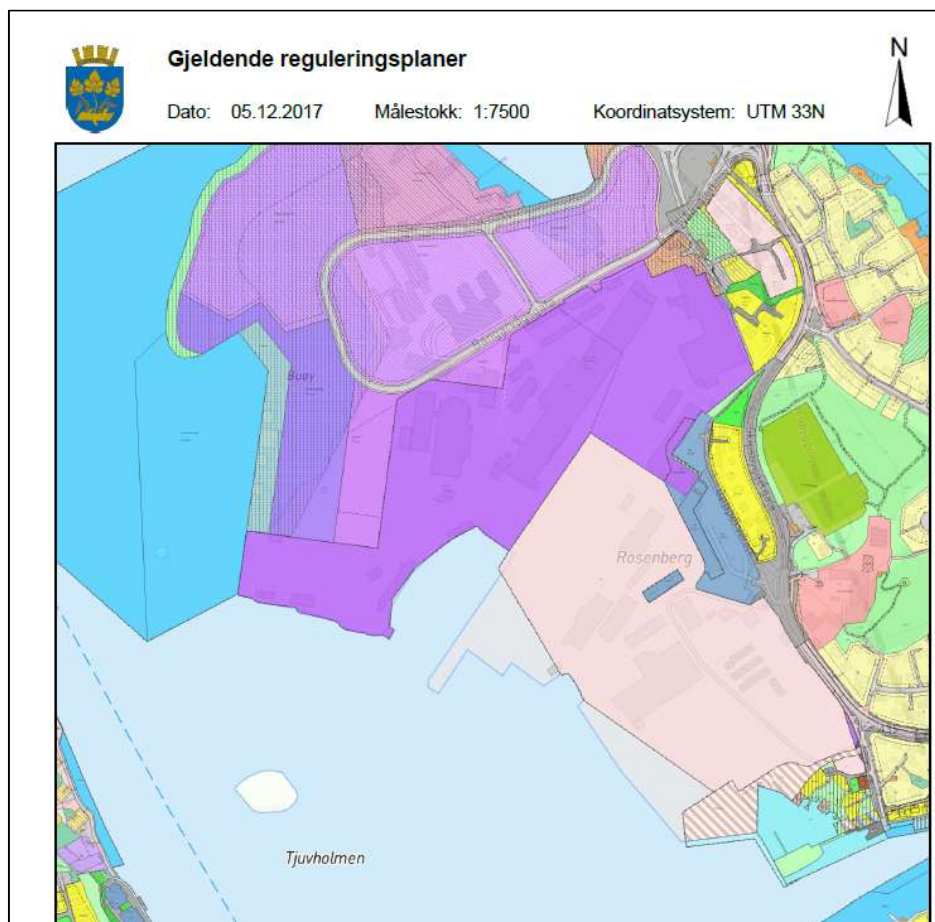 N
Gjeldende reguleringsplaner
Dato: 05.12.2017 Målestokk: 1:7500 Koordinatsystem: UTM 33N
Buøy
Rosenberg
Tjuvholmen